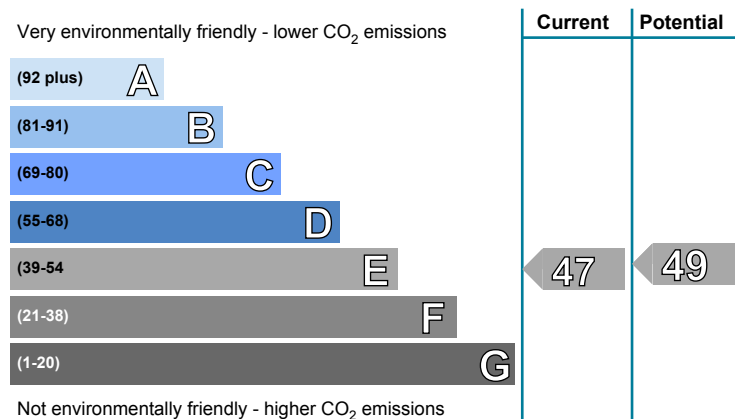 Very environmentally friendly - lower CO₂ emissions
Current
Potential
(92 plus) A
(81-91) B
(69-80) C
(55-68) D
(39-54 E
47
49
(21-38) F
(1-20) G
Not environmentally friendly - higher CO₂ emissions